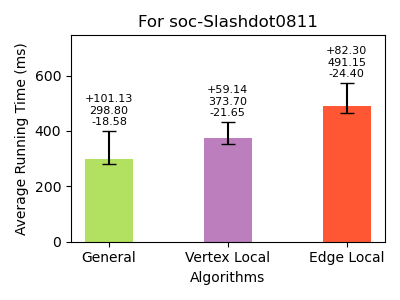 For soc-Slashdot0811
+82.30
491.15
-24.40
+101.13
298.80
-18.58
+59.14
373.70
-21.65
Average Running Time (ms)
600
400
200
0
General
Vertex Local
Edge Local
Algorithms